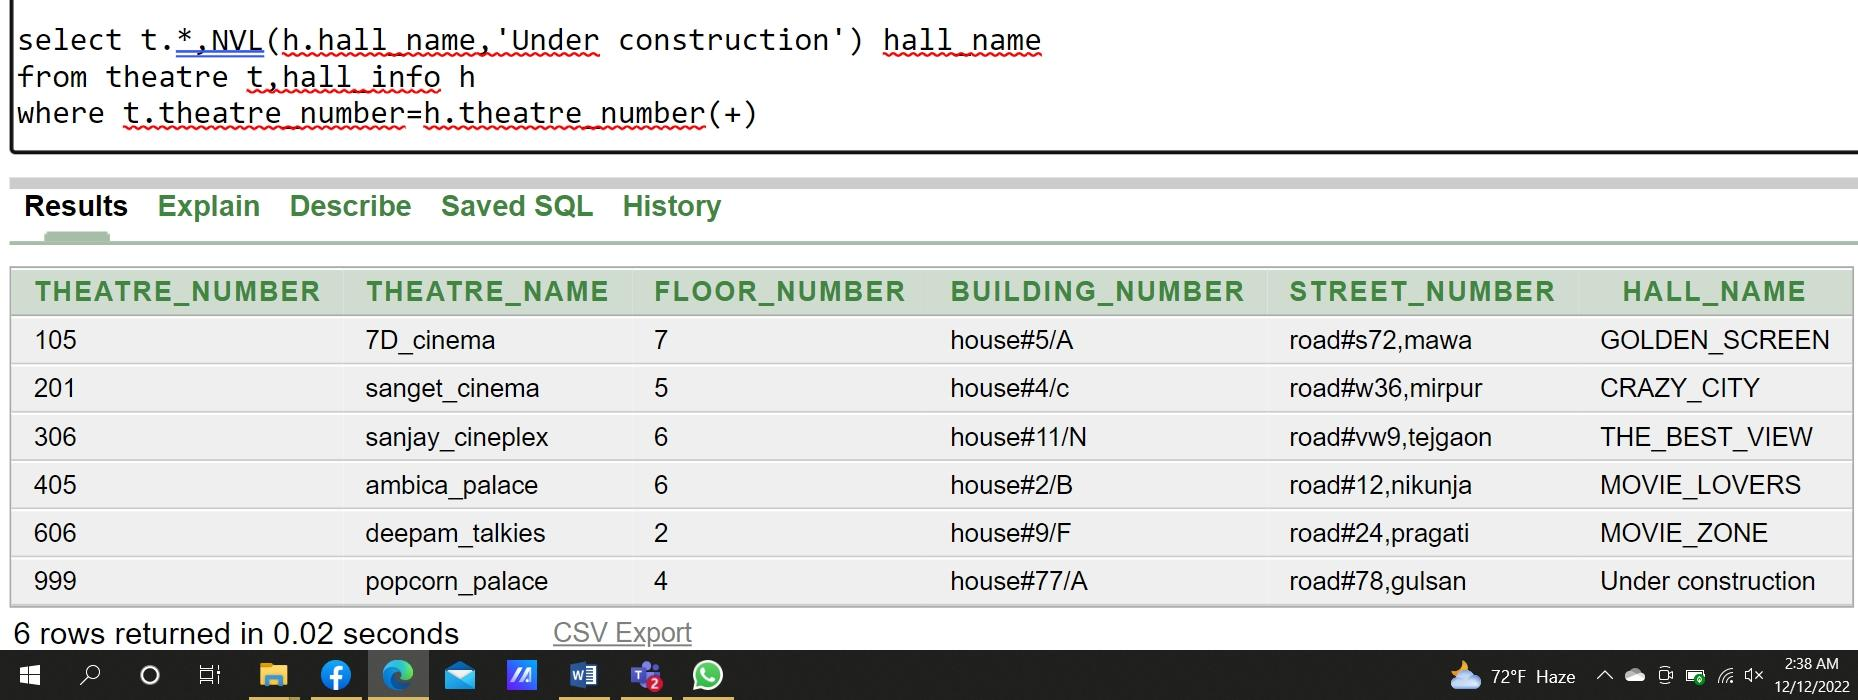 select t.*,NVL(h.hall_name,'Under construction') hall_name
from theatre t,hall_info h
where t.theatre_number=h.theatre_number(+)
Results Explain Describe Saved SQL History
THEATRE_NUMBER THEATRE_NAME FLOOR_NUMBER BUILDING_NUMBER STREET_NUMBER HALL_NAME
105 7D_cinema 7 house#5/A road#s72,mawa GOLDEN_SCREEN
201 sanget_cinema 5 house#4/c road#w36,mirpur CRAZY_CITY
306 sanjay_cineplex 6 house#11/N road#vw9,tejgaon THE_BEST_VIEW
405 ambica_palace 6 house#2/B road#12,nikunja MOVIE_LOVERS
606 deepam_talkies 2 house#9/F road#24,pragati MOVIE_ZONE
999 popcorn_palace 4 house#77/A road#78,gulsan Under construction
6 rows returned in 0.02 seconds CSV Export
72°F Haze
2:38 AM
12/12/2022